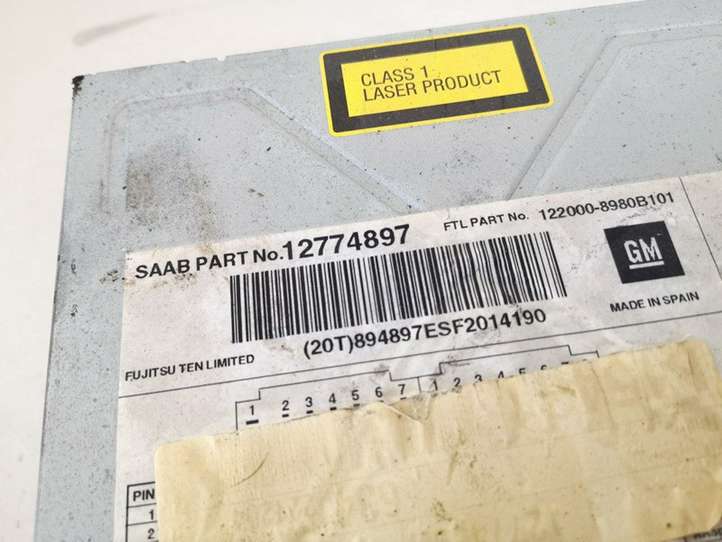 CLASS 1
LASER PRODUCT
SAAB PART No. 12774897
FTL PART No. 122000-8980B101
GM
(20T)894897ESF2014190
MADE IN SPAIN
FUJITSU TEN LIMITED
1 2 3 4 5 6 7 1 2 3 4 5 6
PIN
1
2